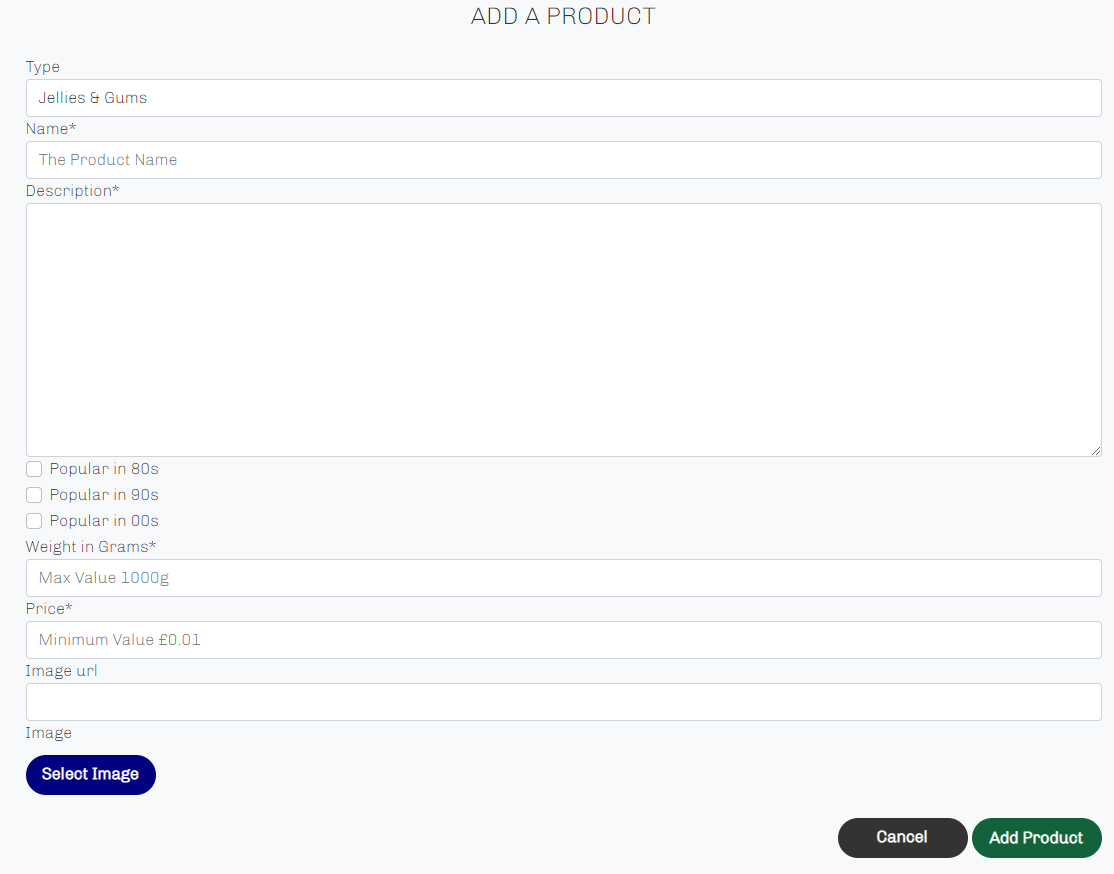 ADD A PRODUCT
Type
Jellies & Gums
Name*
The Product Name
Description*
Popular in 80s
Popular in 90s
Popular in 00s
Weight in Grams*
Max Value 1000g
Price*
Minimum Value £0.01
Image url
Image
Select Image
Cancel Add Product